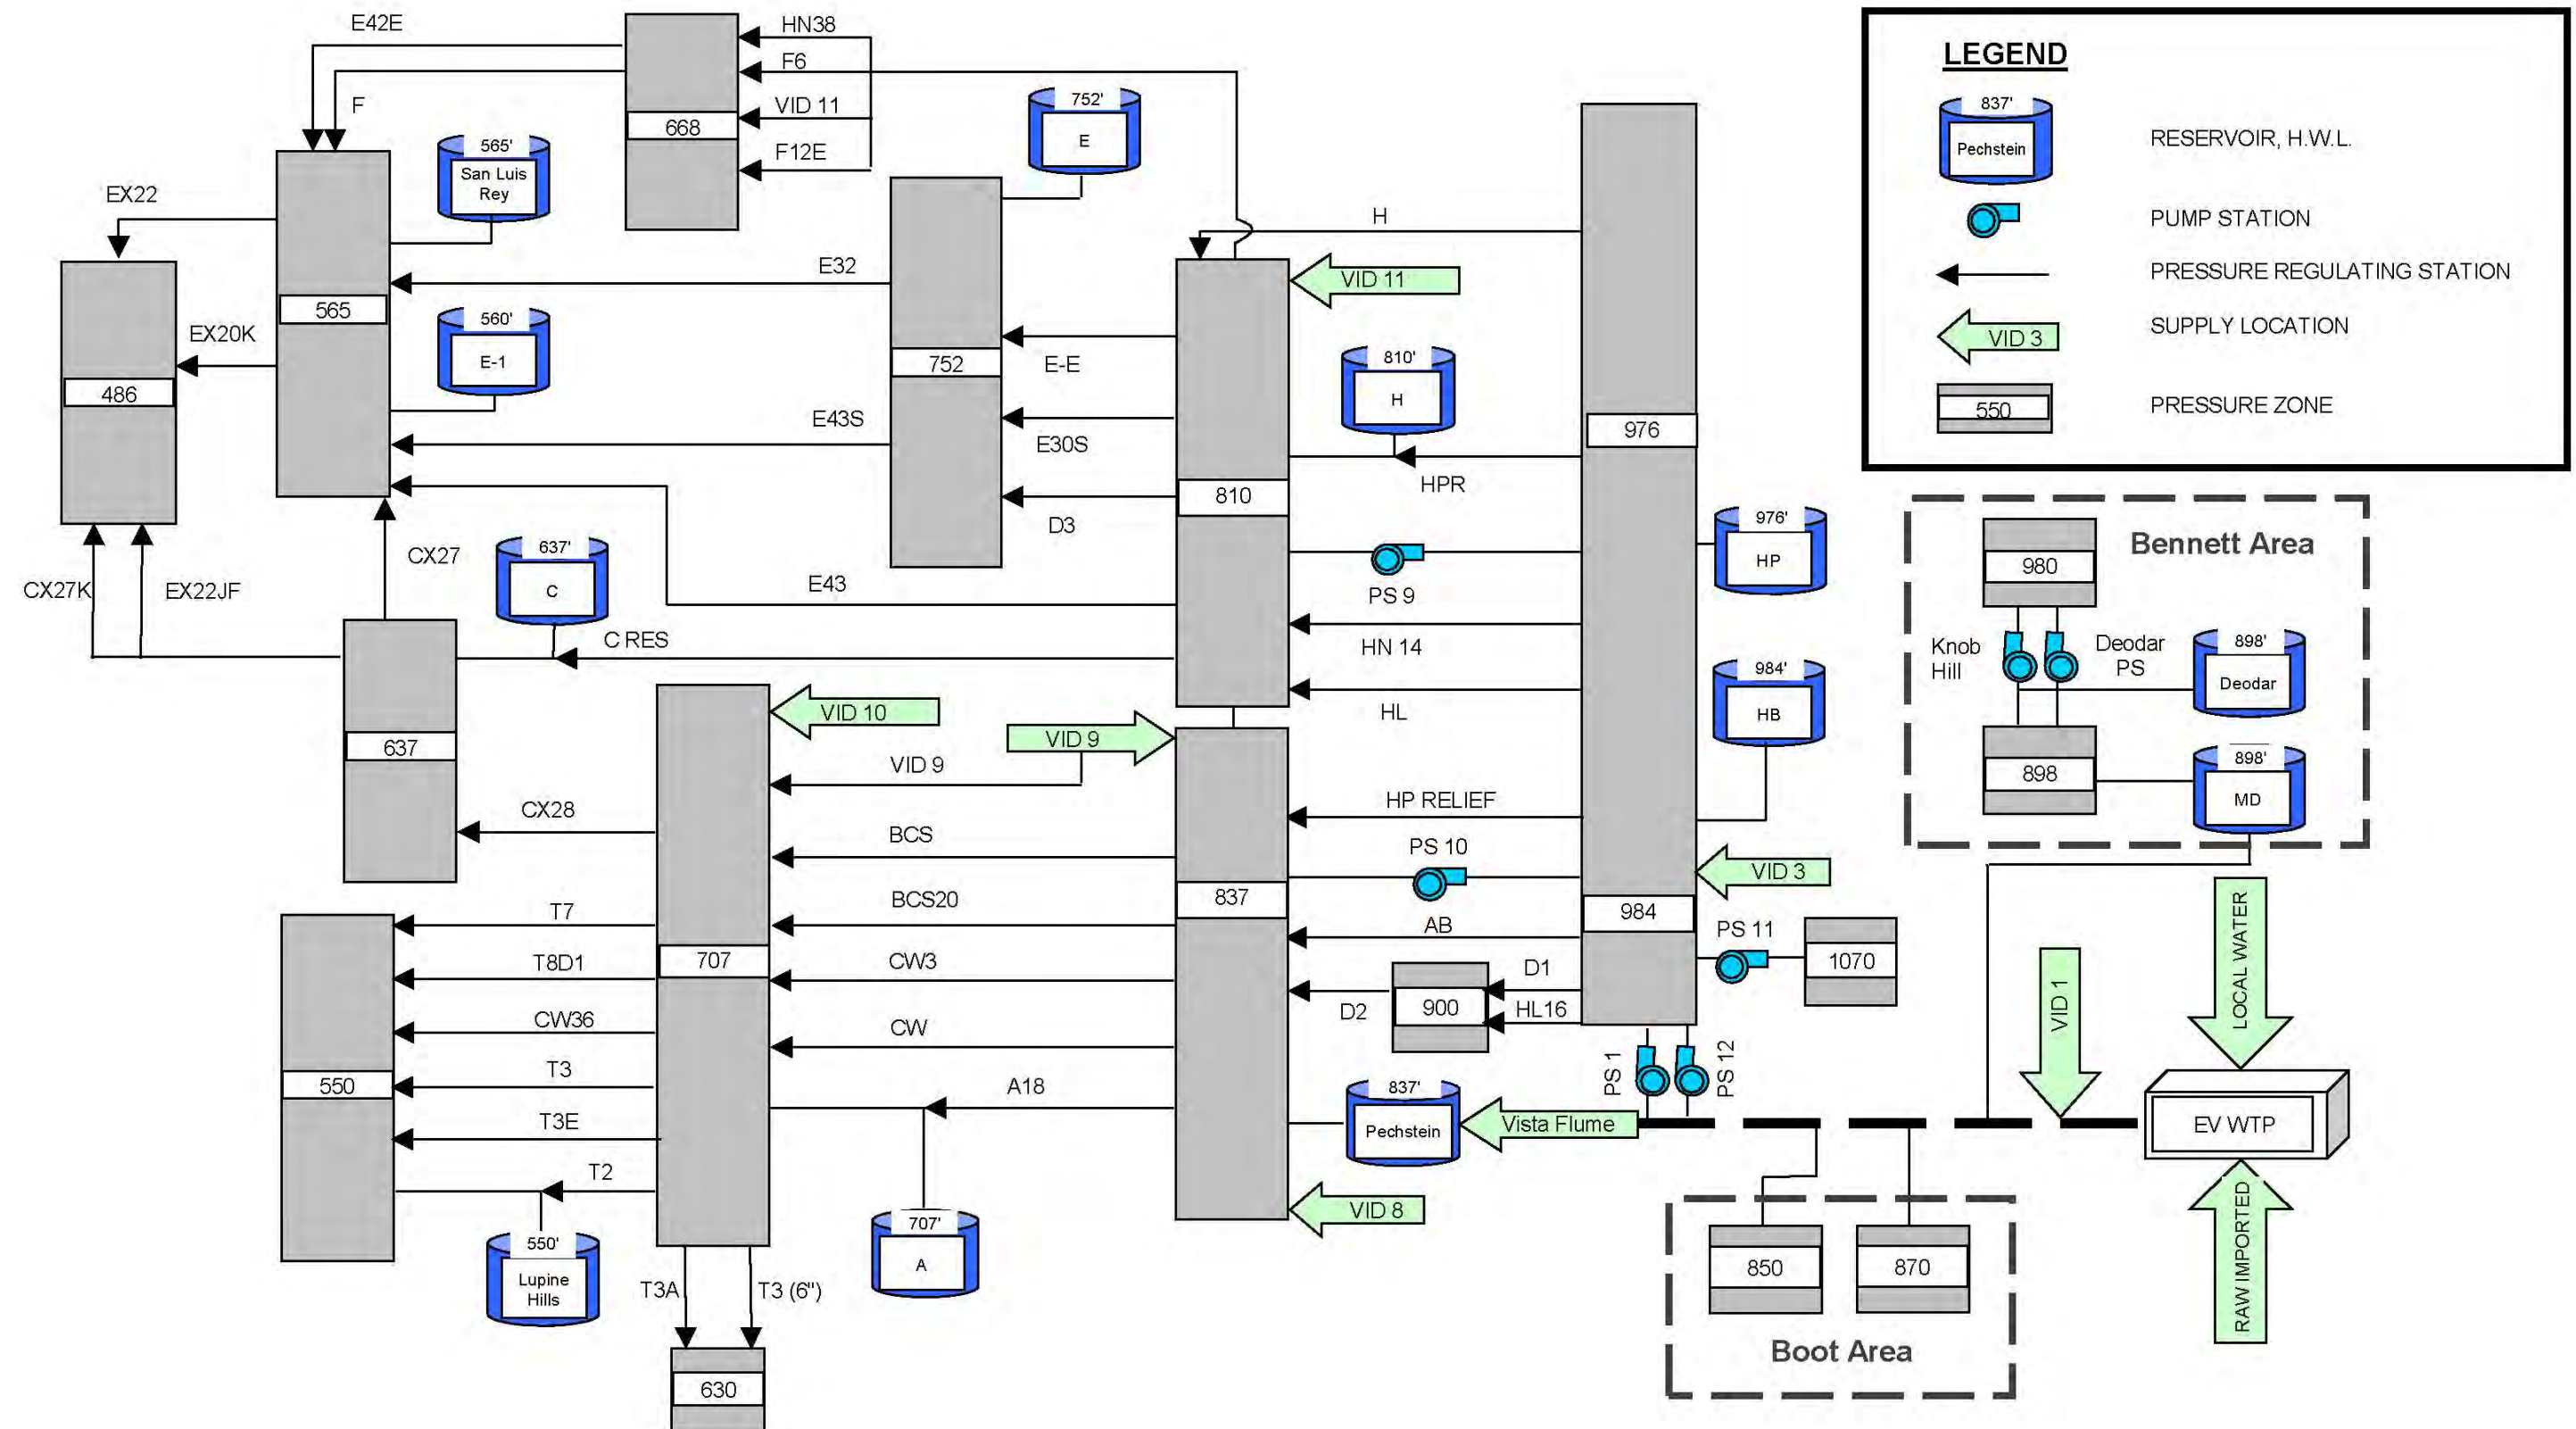 E42E
HN38
F6
F
VID 11
F12E
668
752'
E
565'
San Luis
Rey
EX22
H
E32
VID 11
565
560'
E-1
EX20K
486
E-E
752
810'
H
976
E43S
E30S
HPR
810
D3
CX27
637'
C
CX27K
EX22JF
E43
PS 9
976'
HP
C RES
HN 14
984'
HB
HL
VID 10
VID 9
637
VID 9
CX28
HP RELIEF
BCS
PS 10
VID 3
BCS20
837
984
T7
AB
PS 11
707
CW3
T8D1
1070
D1
900
D2
HL16
CW36
CW
T3
550
A18
PS 1
PS 12
837'
Pechstein
Vista Flume
T3E
T2
VID 8
707'
A
550'
Lupine
Hills
T3A
T3 (6")
630
LEGEND
837'
Pechstein
RESERVOIR, H.W.L.
PUMP STATION
PRESSURE REGULATING STATION
VID 3
SUPPLY LOCATION
550
PRESSURE ZONE
Bennett Area
980
Knob
Hill
Deodar
PS
898'
Deodar
898
898'
MD
VID 1
LOCAL WATER
EV WTP
RAW IMPORTED
850
870
Boot Area